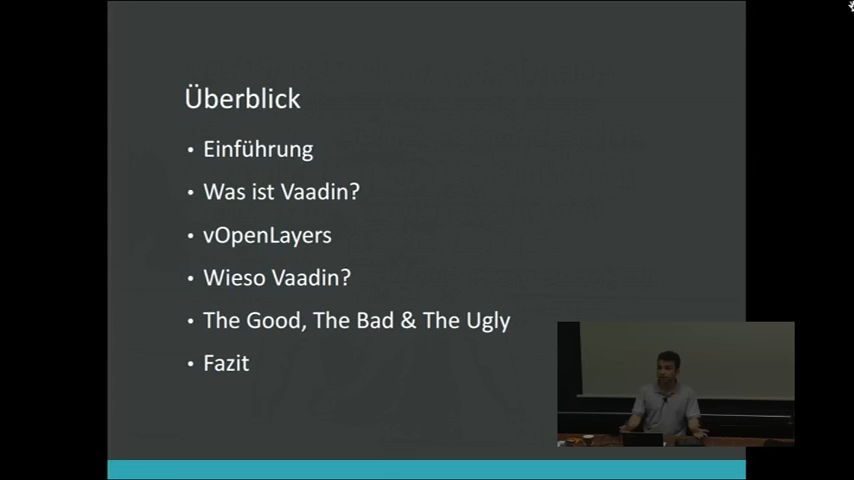 Überblick
• Einführung
• Was ist Vaadin?
• vOpenLayers
• Wieso Vaadin?
• The Good, The Bad & The Ugly
• Fazit